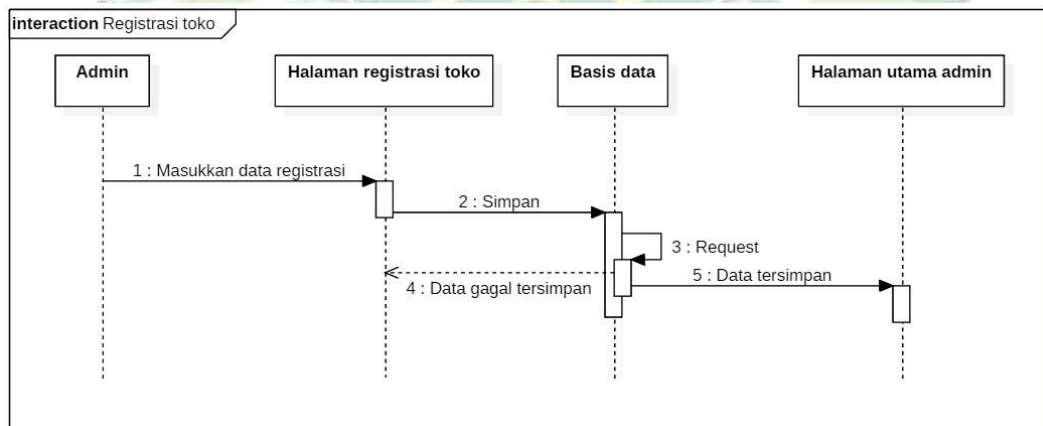 interaction Registrasi toko
Admin
Halaman registrasi toko
Basis data
Halaman utama admin
1 : Masukkan data registrasi
2 : Simpan
3 : Request
4 : Data gagal tersimpan
5 : Data tersimpan